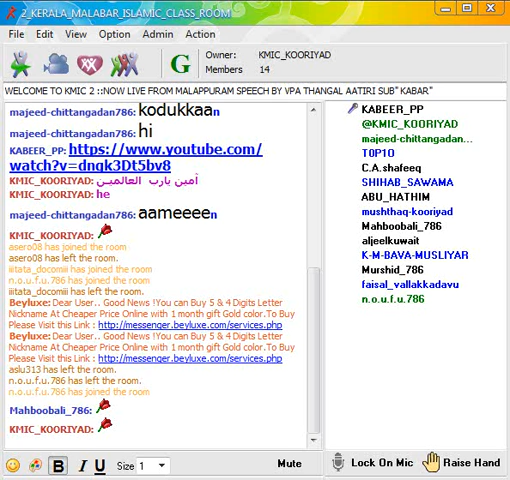 2_KERALA_MALABAR_ISLAMIC_CLASS_ROOM
File Edit View Option Admin Action
G
Owner: KMIC_KOORIYAD
Members 14
WELCOME TO KMIC 2 ::NOW LIVE FROM MALAPPURAM SPEECH BY VPA THANGAL AATIRI SUB" KABAR"
majeed-chittangadan786: kodukkaan
majeed-chittangadan786: hi
KABEER_PP: https://www.youtube.com/
watch?v=dnqk3Dt5bv8
KMIC_KOORIYAD: آمين يارب العالمين
KMIC_KOORIYAD: he
majeed-chittangadan786: aameeeen
KMIC_KOORIYAD:
asero08 has joined the room
asero08 has left the room.
iiitata_docomiii has joined the room
n.o.u.f.u.786 has joined the room
iiitata_docomiii has left the room.
Beyluxe: Dear User.. Good News !You can Buy 5 & 4 Digits Letter
Nickname At Cheaper Price Online with 1 month gift Gold color.To Buy
Please Visit this Link : http://messenger.beyluxe.com/services.php
Beyluxe: Dear User.. Good News !You can Buy 5 & 4 Digits Letter
Nickname At Cheaper Price Online with 1 month gift Gold color.To Buy
Please Visit this Link : http://messenger.beyluxe.com/services.php
aslu313 has left the room.
n.o.u.f.u.786 has left the room
n.o.u.f.u.786 has joined the room
Mahboobali_786:
KMIC_KOORIYAD:
KABEER_PP
@KMIC_KOORIYAD
majeed-chittangadan...
T0P10
C.A.shafeeq
SHIHAB_SAWAMA
ABU_HATHIM
mushthaq-kooriyad
Mahboobali_786
aljeelkuwait
K-M-BAVA-MUSLIYAR
Murshid_786
faisal_vallakkadavu
n.o.u.f.u.786
B I U Size 1 Mute
Lock On Mic Raise Hand